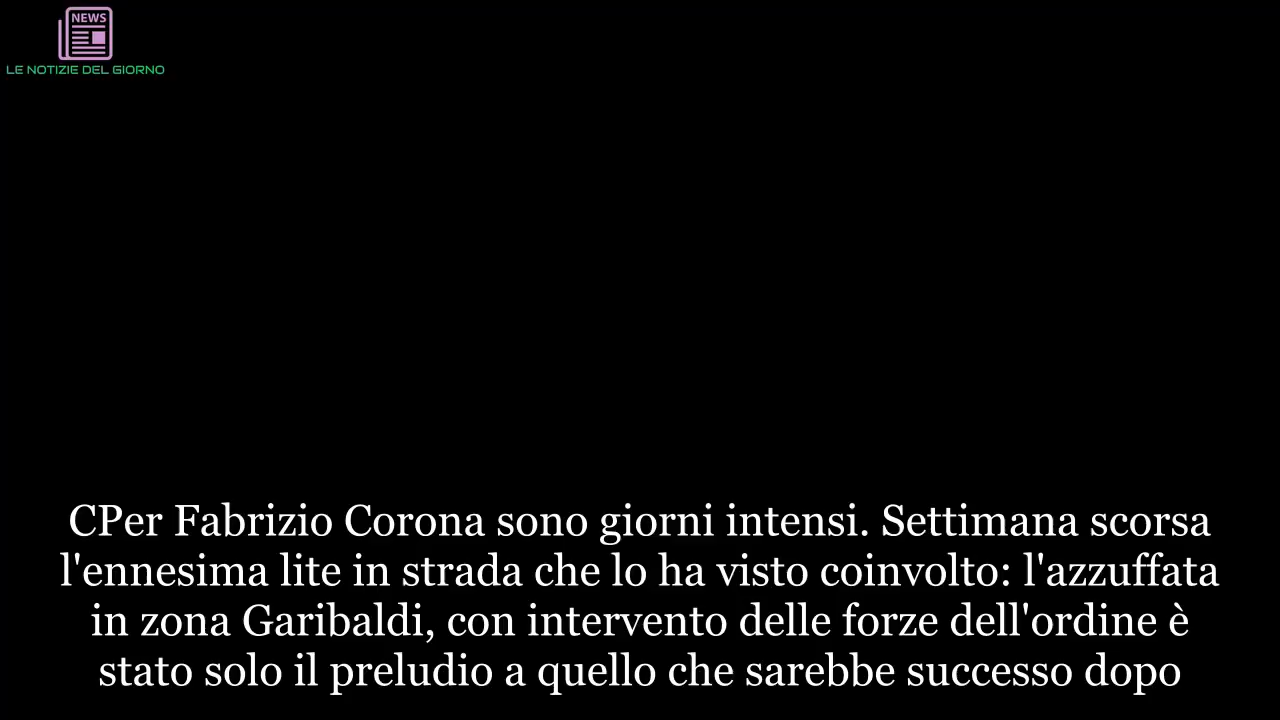 NEWS
LE NOTIZIE DEL GIORNO
CPer Fabrizio Corona sono giorni intensi. Settimana scorsa
l'ennesima lite in strada che lo ha visto coinvolto: l'azzuffata
in zona Garibaldi, con intervento delle forze dell'ordine è
stato solo il preludio a quello che sarebbe successo dopo